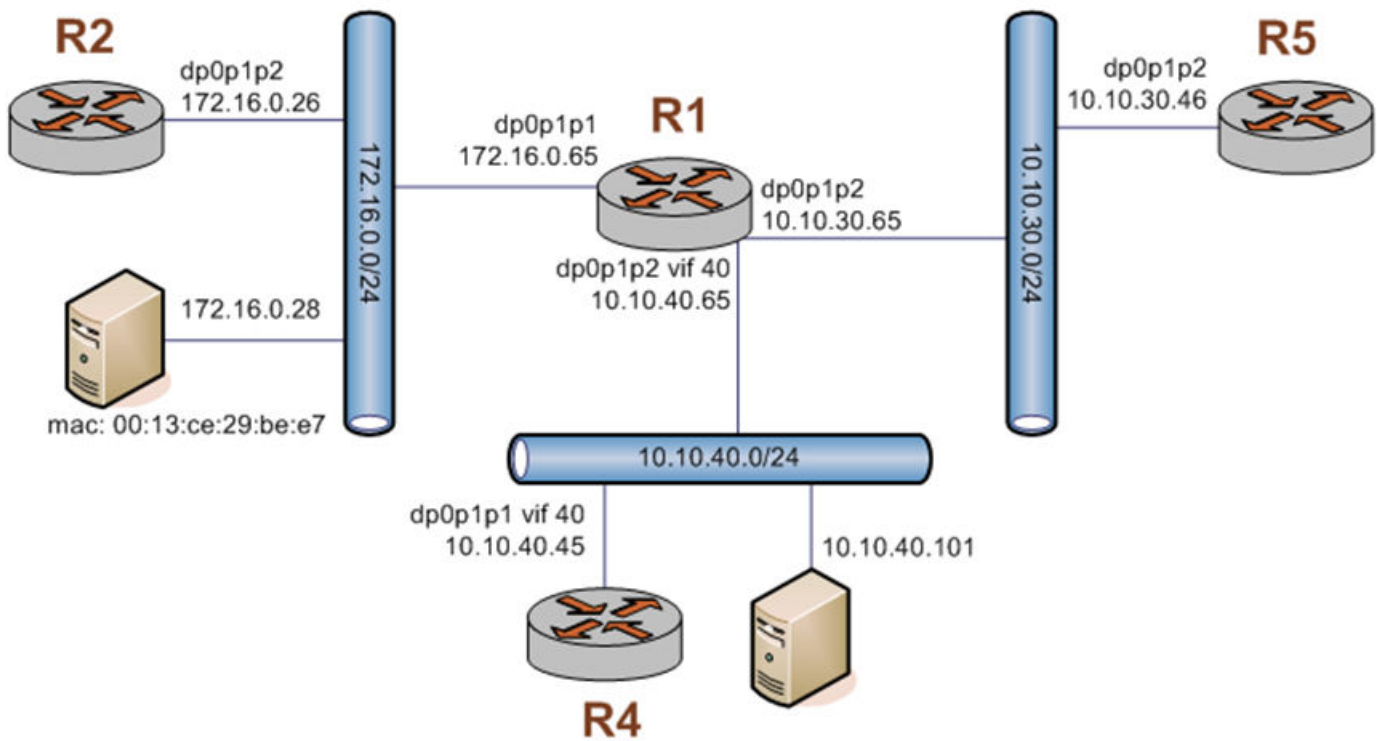 R2
dp0p1p2
172.16.0.26
172.16.0.28
mac: 00:13:ce:29:be:e7
172.16.0.0/24
R1
dp0p1p1
172.16.0.65
dp0p1p2
10.10.30.65
dp0p1p2 vif 40
10.10.40.65
10.10.30.0/24
R5
dp0p1p2
10.10.30.46
10.10.40.0/24
dp0p1p1 vif 40
10.10.40.45
R4
10.10.40.101